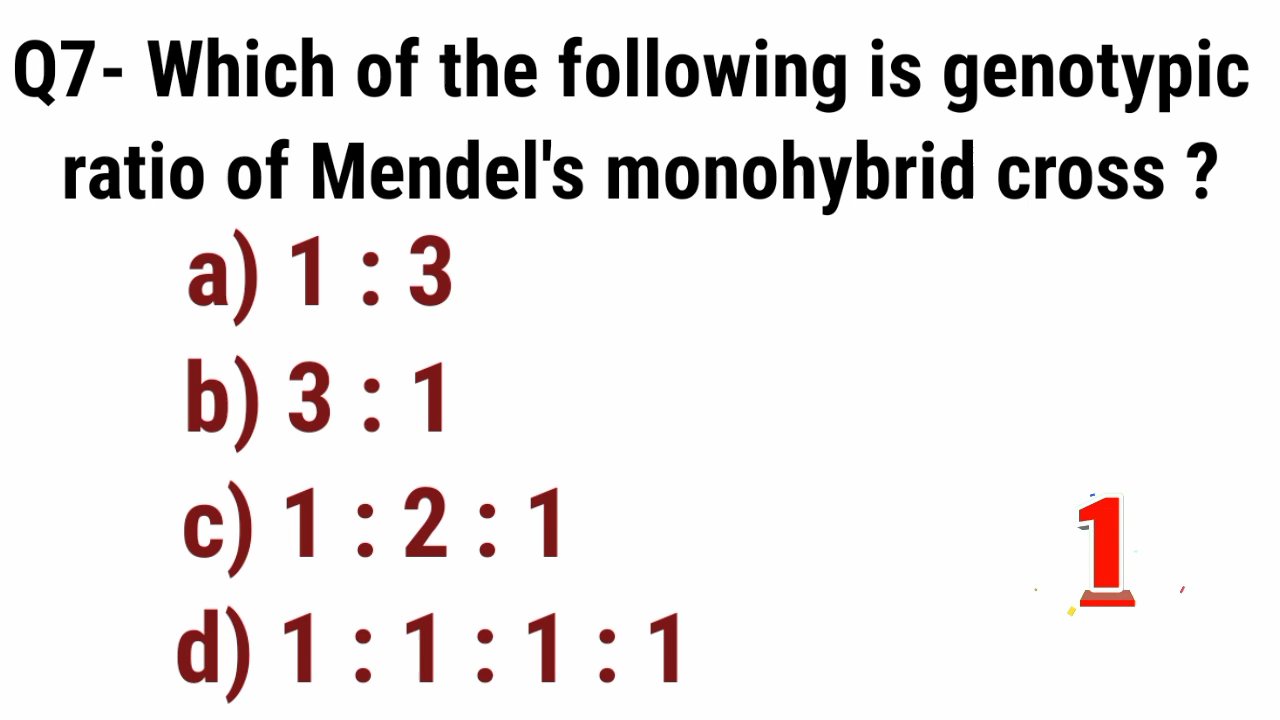 Q7- Which of the following is genotypic
ratio of Mendel's monohybrid cross ?
a) 1 : 3
b) 3 : 1
c) 1 : 2 : 1
d) 1 : 1 : 1 : 1
1